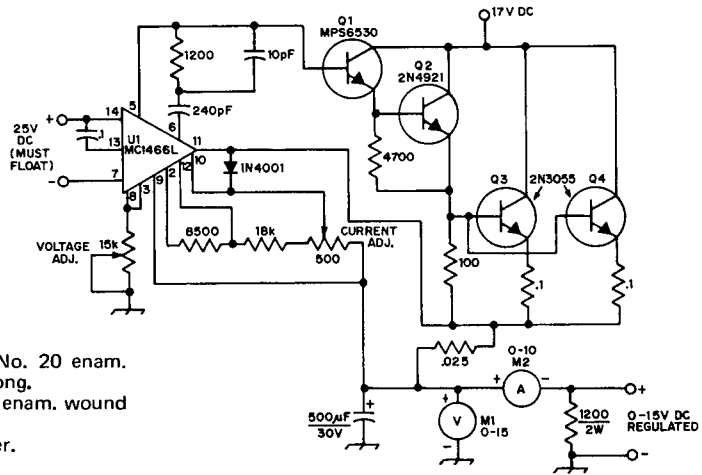 17V DC
Q1
MPS6530
1200
10pF
Q2
2N4921
5
240pF
+
14
6
25V
DC
(MUST
FLOAT)
.1
13
U1
MC1466L
11
10
12
1N4001
4700
Q3
2N3055
Q4
-
7
8
3
9
2
VOLTAGE
ADJ.
15k
8500
18k
CURRENT
ADJ.
500
100
.1
.1
No. 20 enam.
ong.
enam. wound
er.
.025
0-10
M2
+
A
-
+
500µF
30V
+
V
-
M1
0-15
1200
2W
+
0-15V DC
REGULATED
-